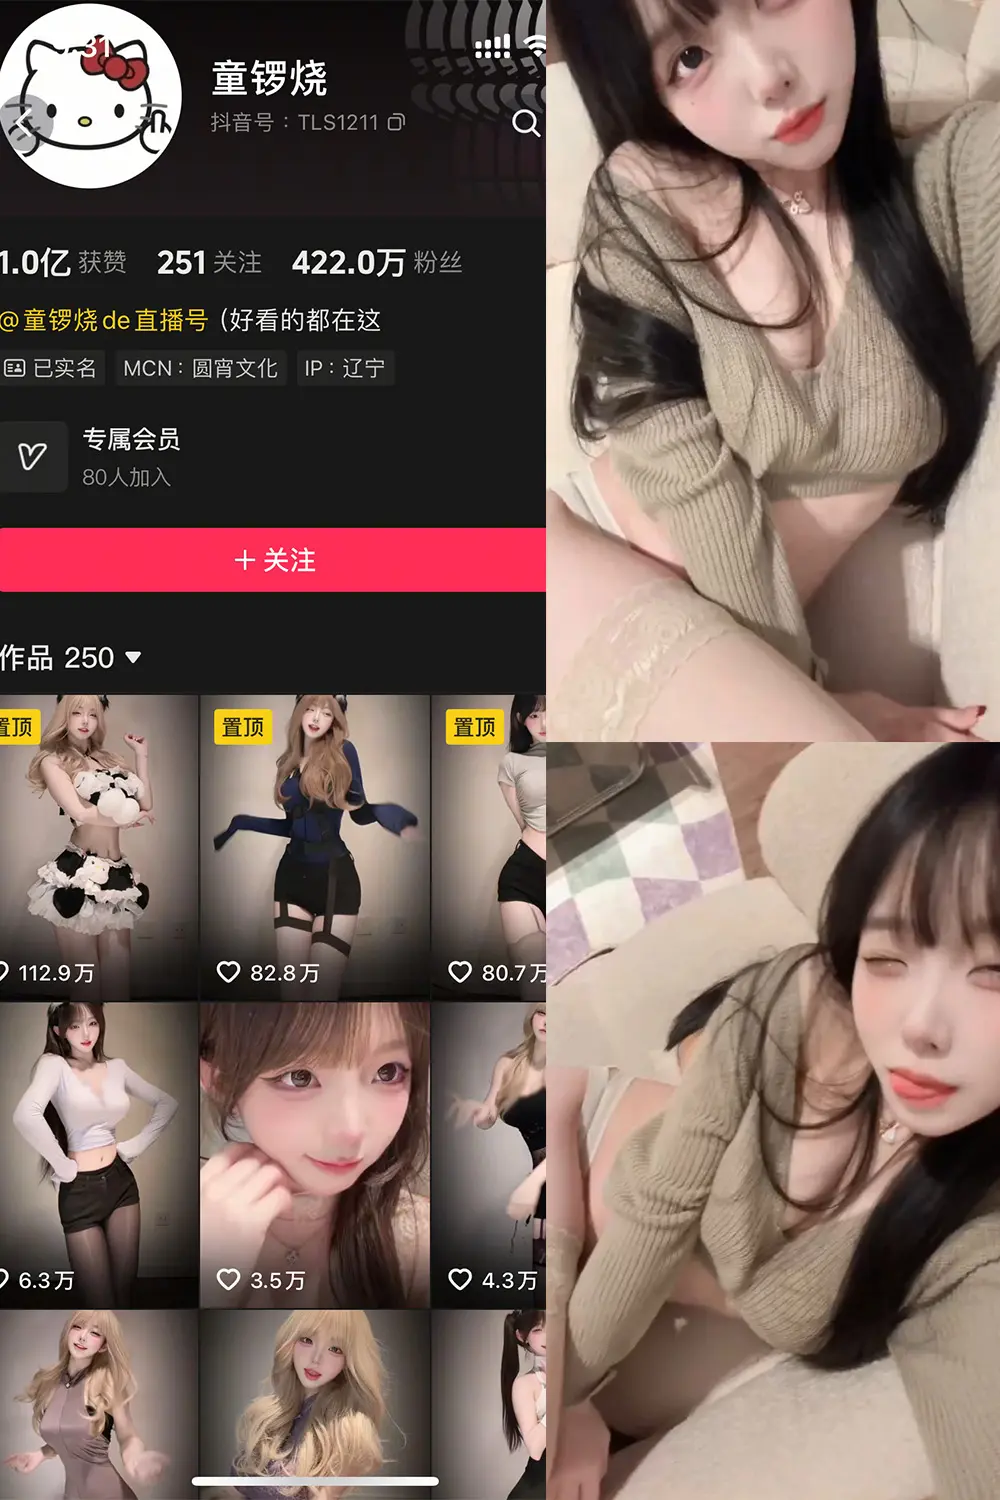 童锣烧
抖音号：TLS1211
1.0亿 获赞 251 关注 422.0万 粉丝
@童锣烧de直播号（好看的都在这
已实名 MCN：圆宵文化 IP：辽宁
专属会员
80人加入
+ 关注
作品 250
置顶 置顶 置顶
112.9万 82.8万 80.7万
6.3万 3.5万 4.3万